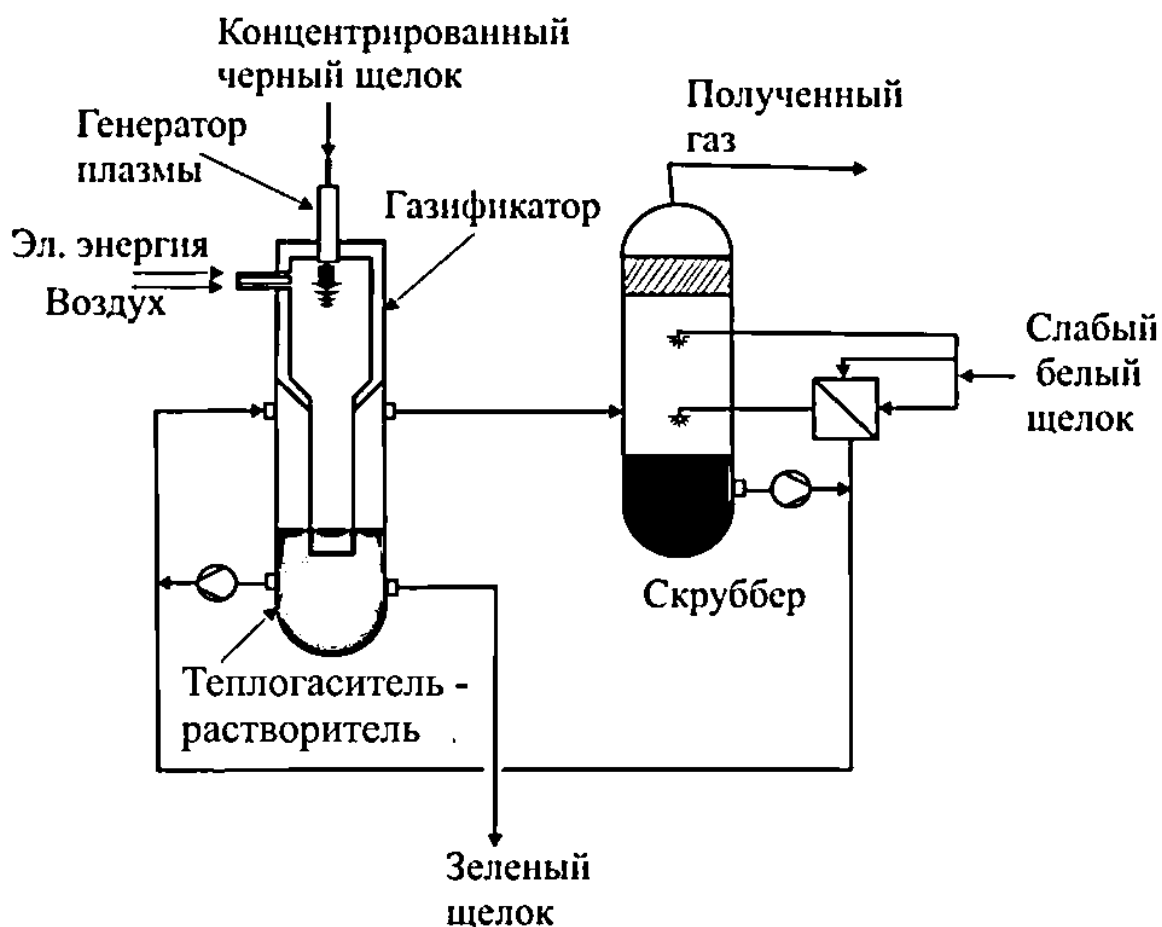 Концентрированный
черный щелок
Полученный
газ
Генератор
плазмы
Газификатор
Эл. энергия
Воздух
Слабый
белый
щелок
Скруббер
Теплогаситель -
растворитель
Зеленый
щелок